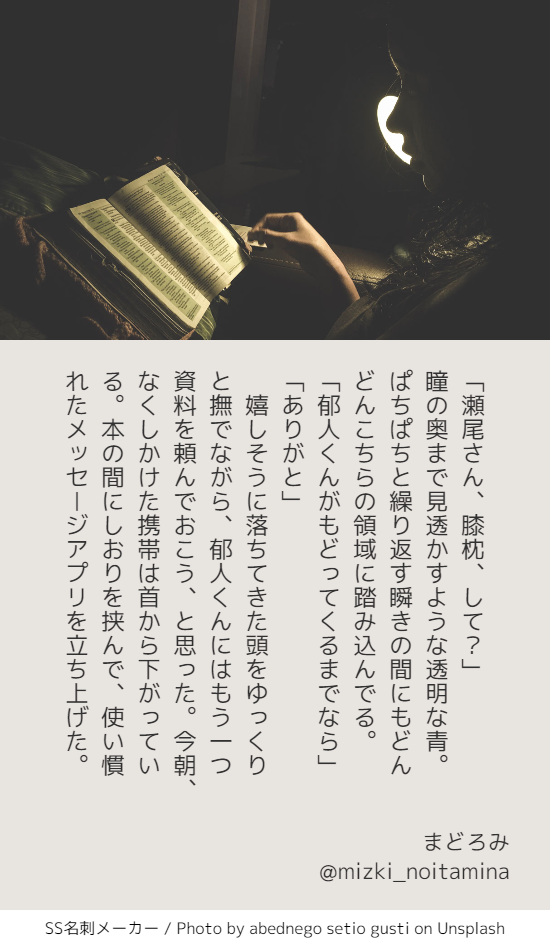 「瀬尾さん、膝枕、して？」
瞳の奥まで見透かすような透明な青。
ぱちぱちと繰り返す瞬きの間にもどん
どんこちらの領域に踏み込んでる。
「郁人くんがもどってくるまでなら」
「ありがと」
　嬉しそうに落ちてきた頭をゆっくり
と撫でながら、郁人くんにはもう一つ
資料を頼んでおこう、と思った。今朝、
なくしかけた携帯は首から下がってい
る。本の間にしおりを挟んで、使い慣
れたメッセージアプリを立ち上げた。
まどろみ
@mizki_noitamina
SS名刺メーカー / Photo by abednego setio gusti on Unsplash